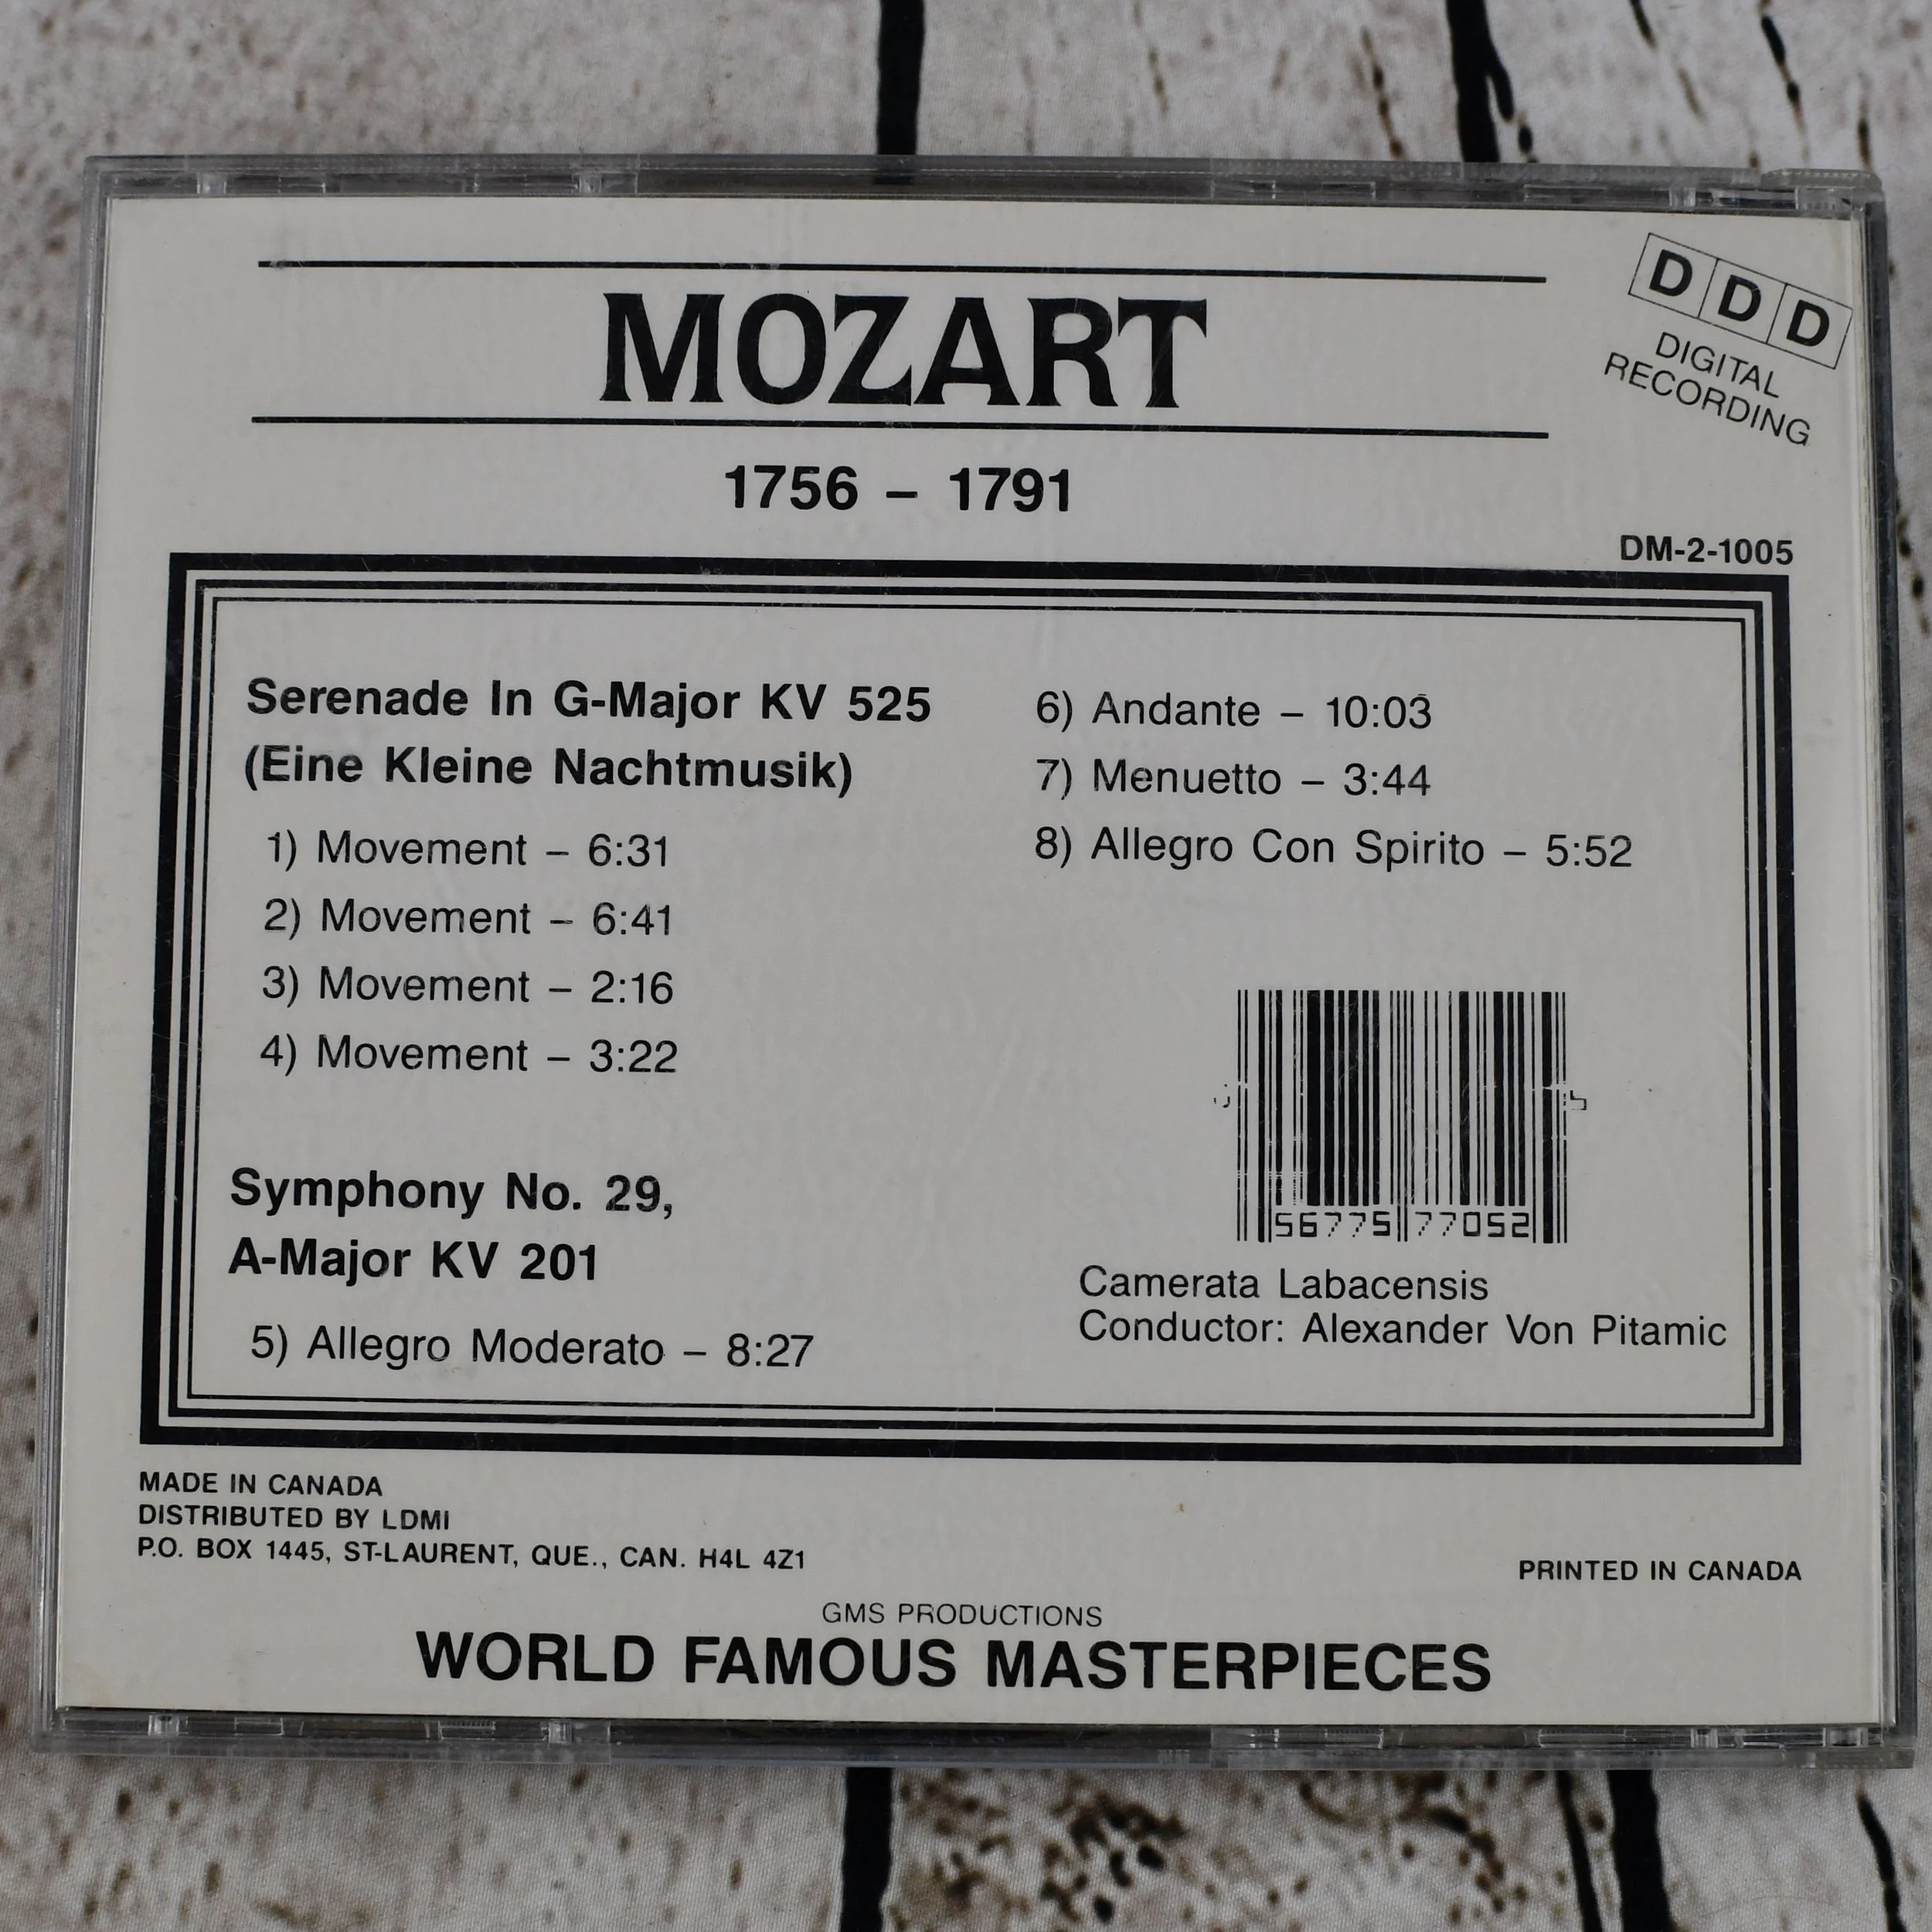 MOZART
1756 – 1791
DDD
DIGITAL
RECORDING
DM-2-1005
Serenade In G-Major KV 525
(Eine Kleine Nachtmusik)
1) Movement – 6:31
2) Movement – 6:41
3) Movement – 2:16
4) Movement – 3:22
Symphony No. 29,
A-Major KV 201
5) Allegro Moderato – 8:27
6) Andante – 10:03
7) Menuetto – 3:44
8) Allegro Con Spirito – 5:52
56775 77052
Camerata Labacensis
Conductor: Alexander Von Pitamic
MADE IN CANADA
DISTRIBUTED BY LDMI
P.O. BOX 1445, ST-LAURENT, QUE., CAN. H4L 4Z1
PRINTED IN CANADA
GMS PRODUCTIONS
WORLD FAMOUS MASTERPIECES